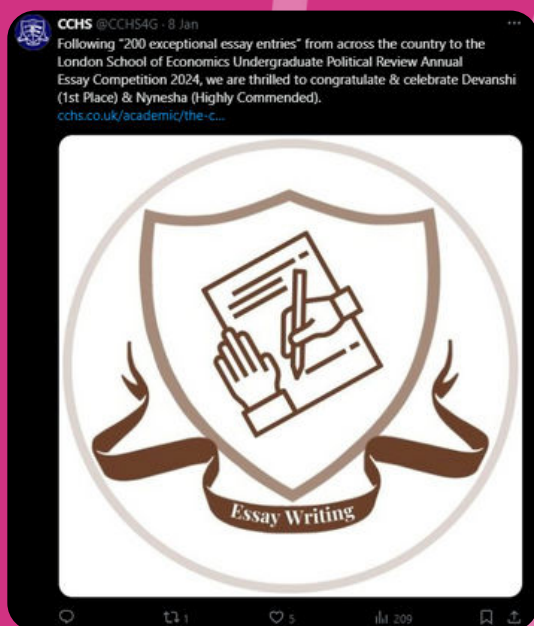 CCHS @CCHS4G · 8 Jan
Following "200 exceptional essay entries" from across the country to the
London School of Economics Undergraduate Political Review Annual
Essay Competition 2024, we are thrilled to congratulate & celebrate Devanshi
(1st Place) & Nynesha (Highly Commended).
cchs.co.uk/academic/the-c...
Essay Writing
1 5 209